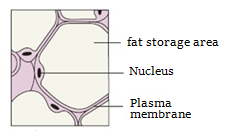 fat storage area
Nucleus
Plasma
membrane